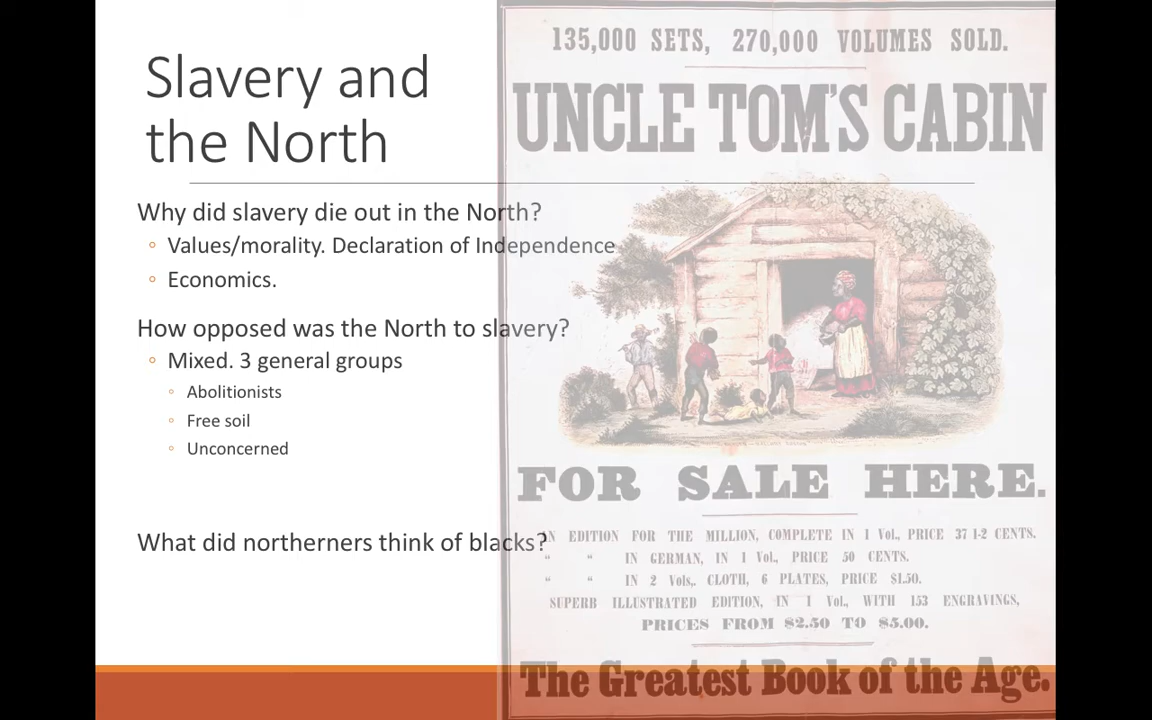 Slavery and
the North
Why did slavery die out in the North?
◦ Values/morality. Declaration of Independence
◦ Economics.
How opposed was the North to slavery?
◦ Mixed. 3 general groups
◦ Abolitionists
◦ Free soil
◦ Unconcerned
What did northerners think of blacks?
135,000 SETS, 270,000 VOLUMES SOLD.
UNCLE TOM'S CABIN
FOR SALE HERE.
AN EDITION FOR THE MILLION, COMPLETE IN 1 Vol., PRICE 37 1-2 CENTS.
" " IN GERMAN, IN 1 Vol., PRICE 50 CENTS.
" " IN 2 Vols,. CLOTH, 6 PLATES, PRICE $1.50.
SUPERB ILLUSTRATED EDITION, IN 1 Vol., WITH 153 ENGRAVINGS,
PRICES FROM $2.50 TO $5.00.
The Greatest Book of the Age.